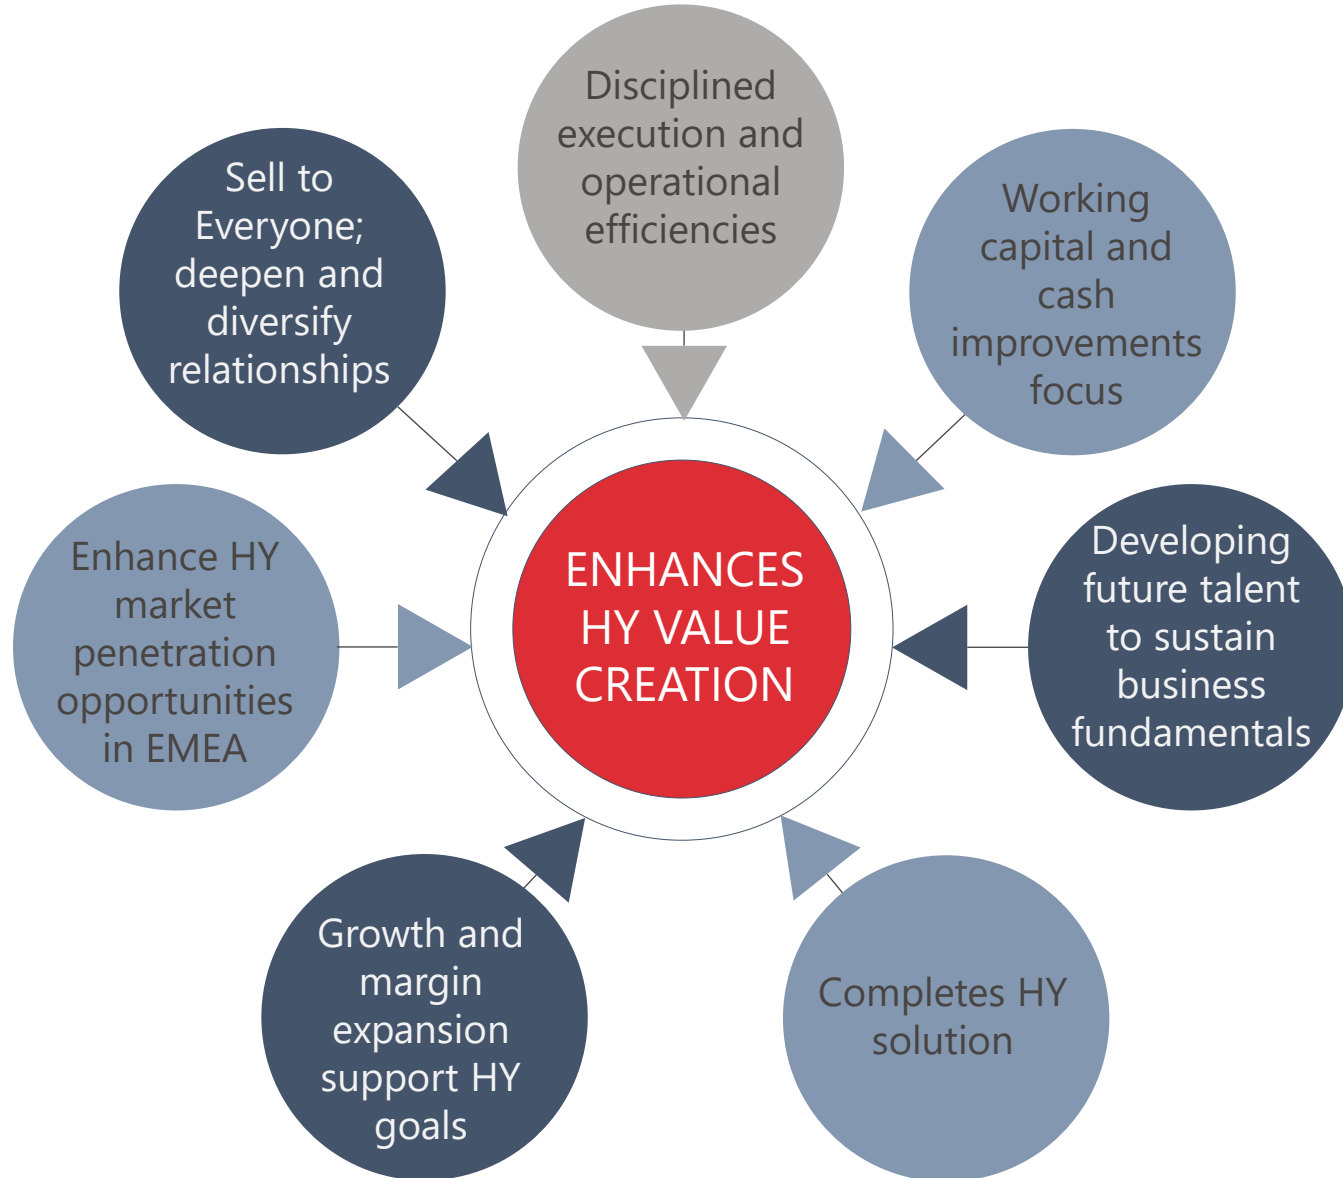 Disciplined
execution and
operational
efficiencies
Sell to
Everyone;
deepen and
diversify
relationships
Working
capital and
cash
improvements
focus
Enhance HY
market
penetration
opportunities
in EMEA
ENHANCES
HY VALUE
CREATION
Developing
future talent
to sustain
business
fundamentals
Growth and
margin
expansion
support HY
goals
Completes HY
solution